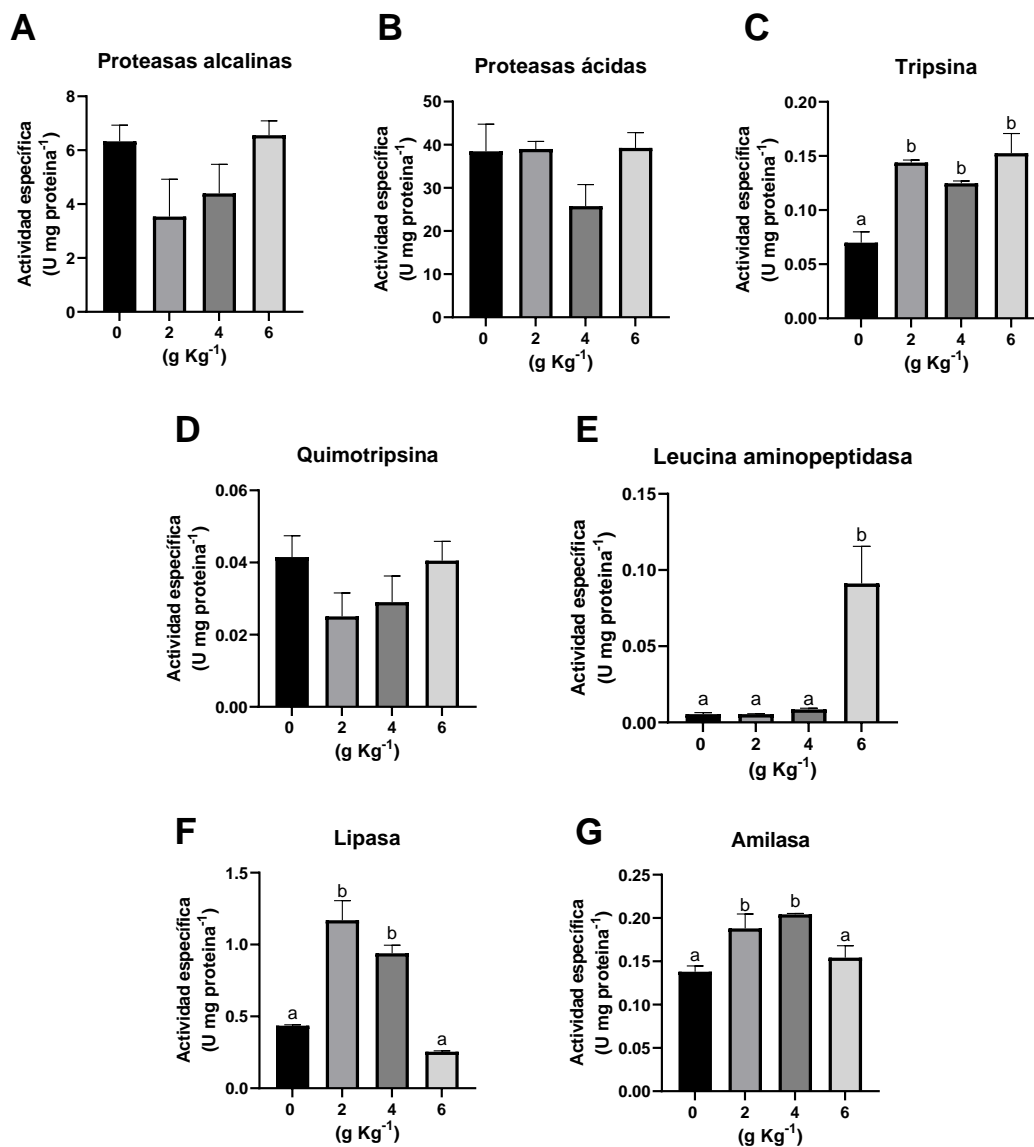 A
Proteasas alcalinas
Actividad específica
(U mg proteina⁻¹)
8
6
4
2
0
0 2 4 6
(g Kg⁻¹)
B
Proteasas ácidas
Actividad específica
(U mg proteina⁻¹)
50
40
30
20
10
0
0 2 4 6
(g Kg⁻¹)
C
Tripsina
Actividad específica
(U mg proteina⁻¹)
0.20
0.15
0.10
0.05
0.00
a b b b
0 2 4 6
(g Kg⁻¹)
D
Quimotripsina
Actividad específica
(U mg proteina⁻¹)
0.06
0.04
0.02
0.00
0 2 4 6
(g Kg⁻¹)
E
Leucina aminopeptidasa
Actividad específica
(U mg proteina⁻¹)
0.15
0.10
0.05
0.00
a a a b
0 2 4 6
(g Kg⁻¹)
F
Lipasa
Actividad específica
(U mg proteina⁻¹)
1.5
1.0
0.5
0.0
a b b a
0 2 4 6
(g Kg⁻¹)
G
Amilasa
Actividad específica
(U mg proteina⁻¹)
0.25
0.20
0.15
0.10
0.05
0.00
a b b a
0 2 4 6
(g Kg⁻¹)